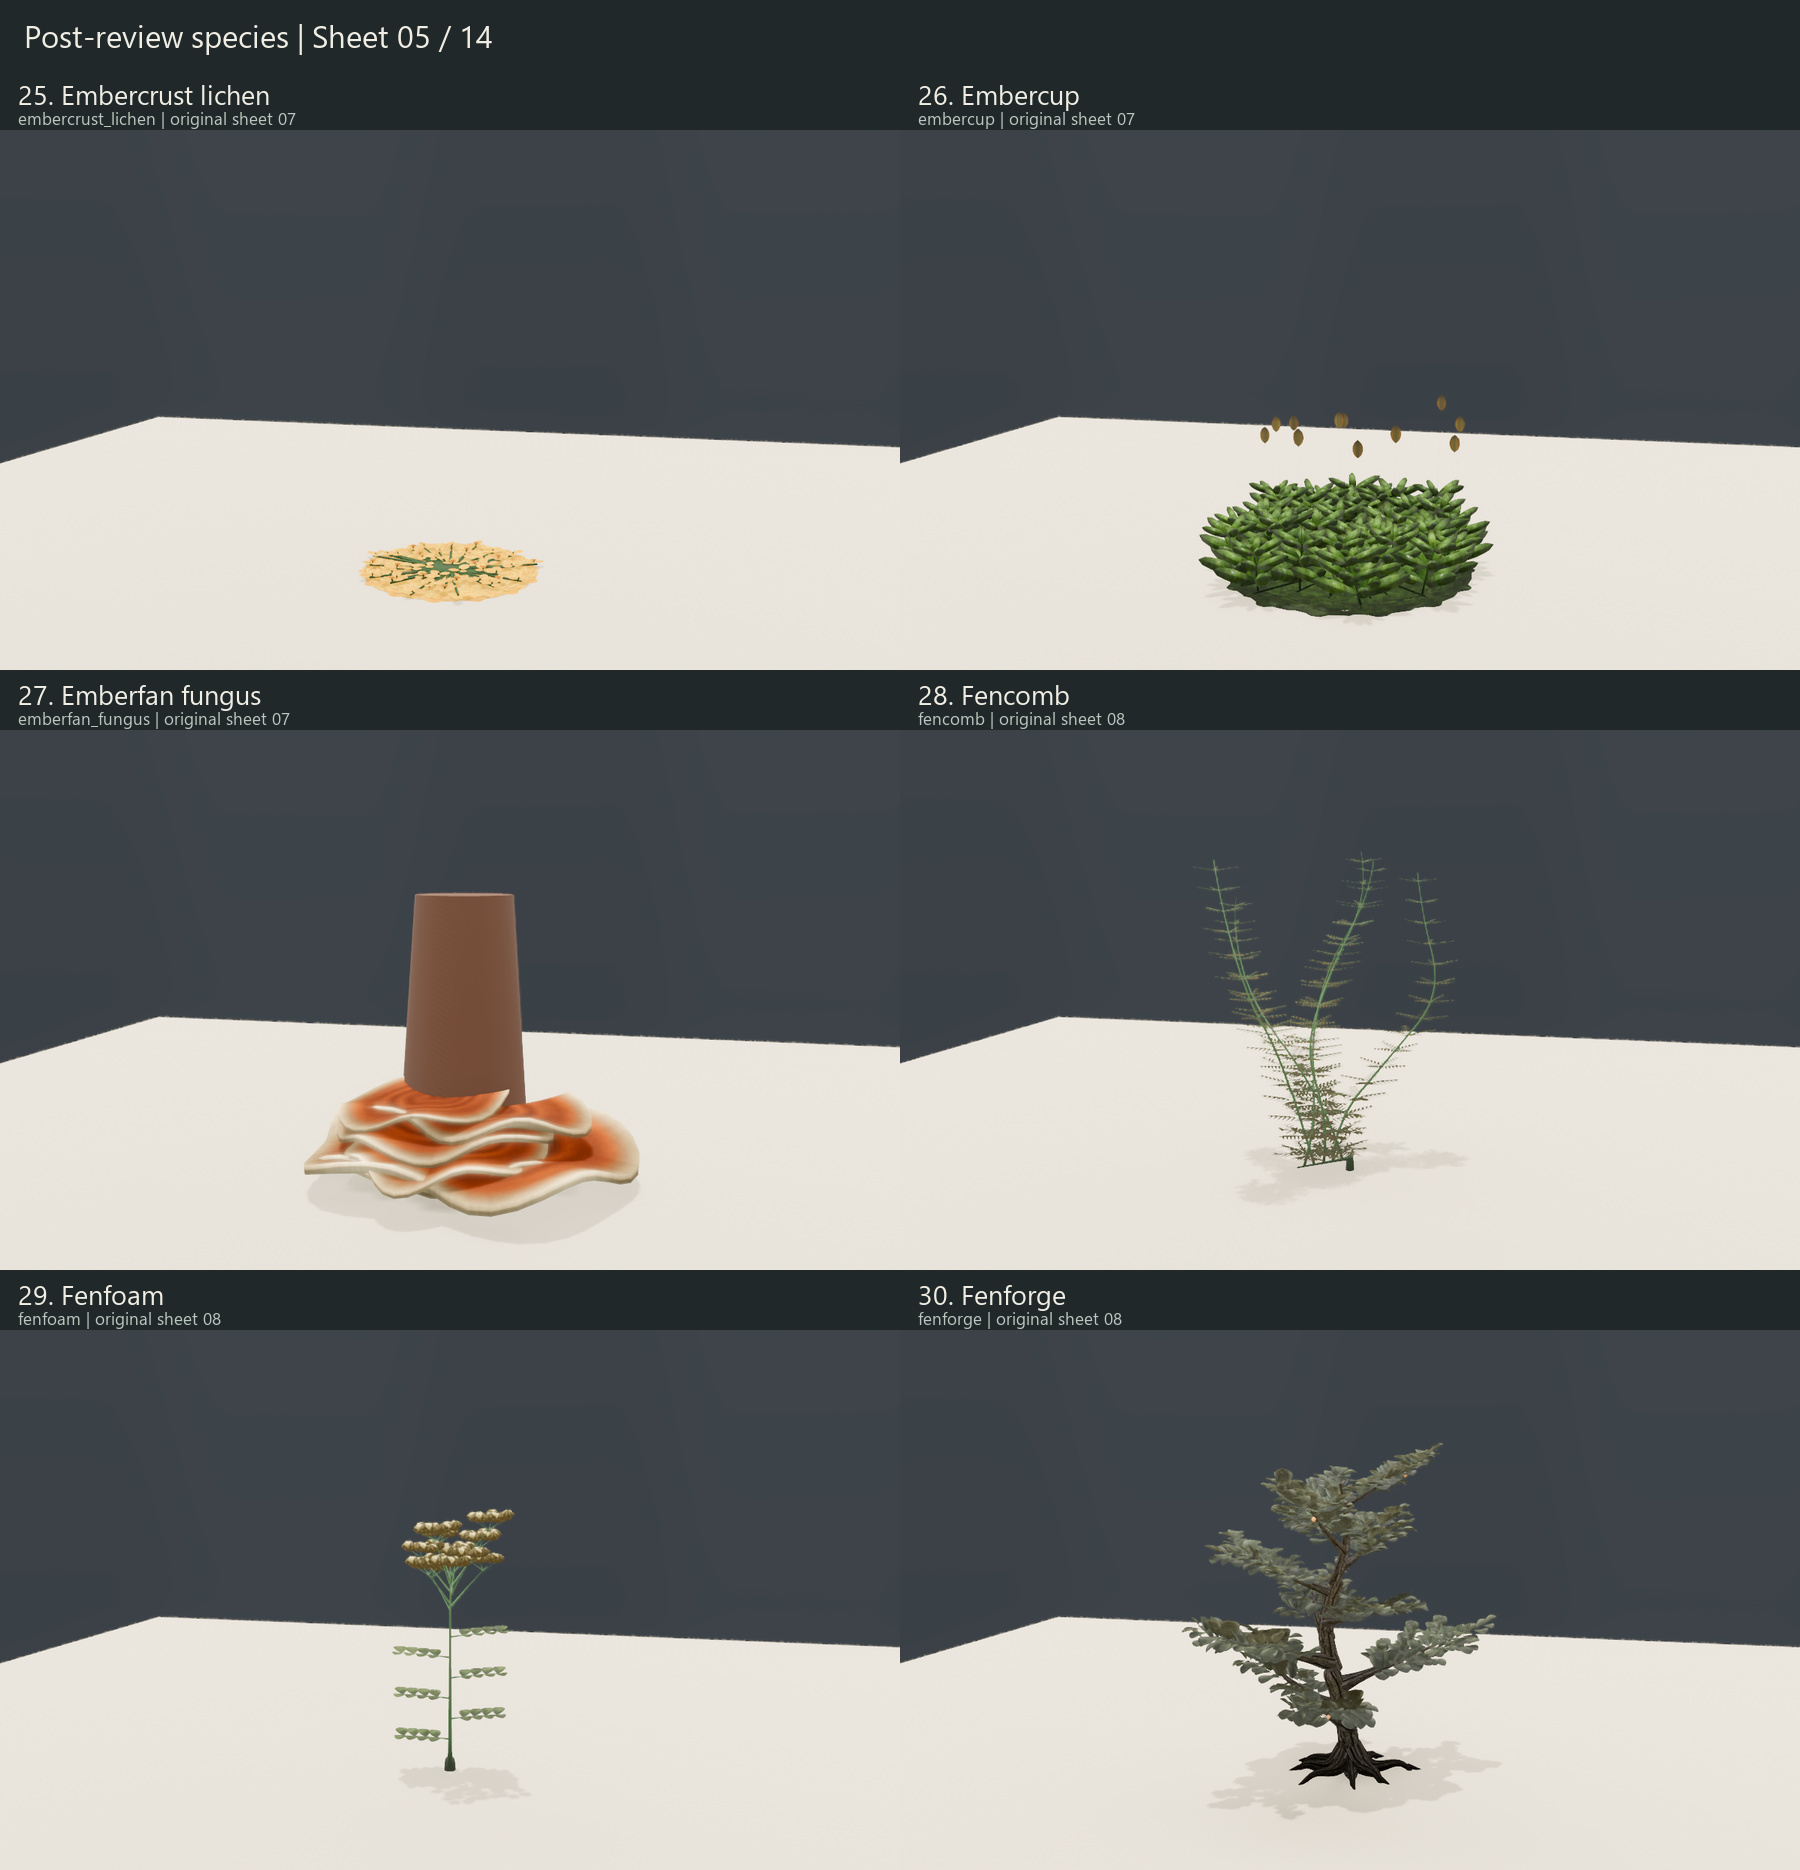 Post-review species | Sheet 05 / 14
25. Embercrust lichen
embercrust_lichen | original sheet 07
26. Embercup
embercup | original sheet 07
27. Emberfan fungus
emberfan_fungus | original sheet 07
28. Fencomb
fencomb | original sheet 08
29. Fenfoam
fenfoam | original sheet 08
30. Fenforge
fenforge | original sheet 08